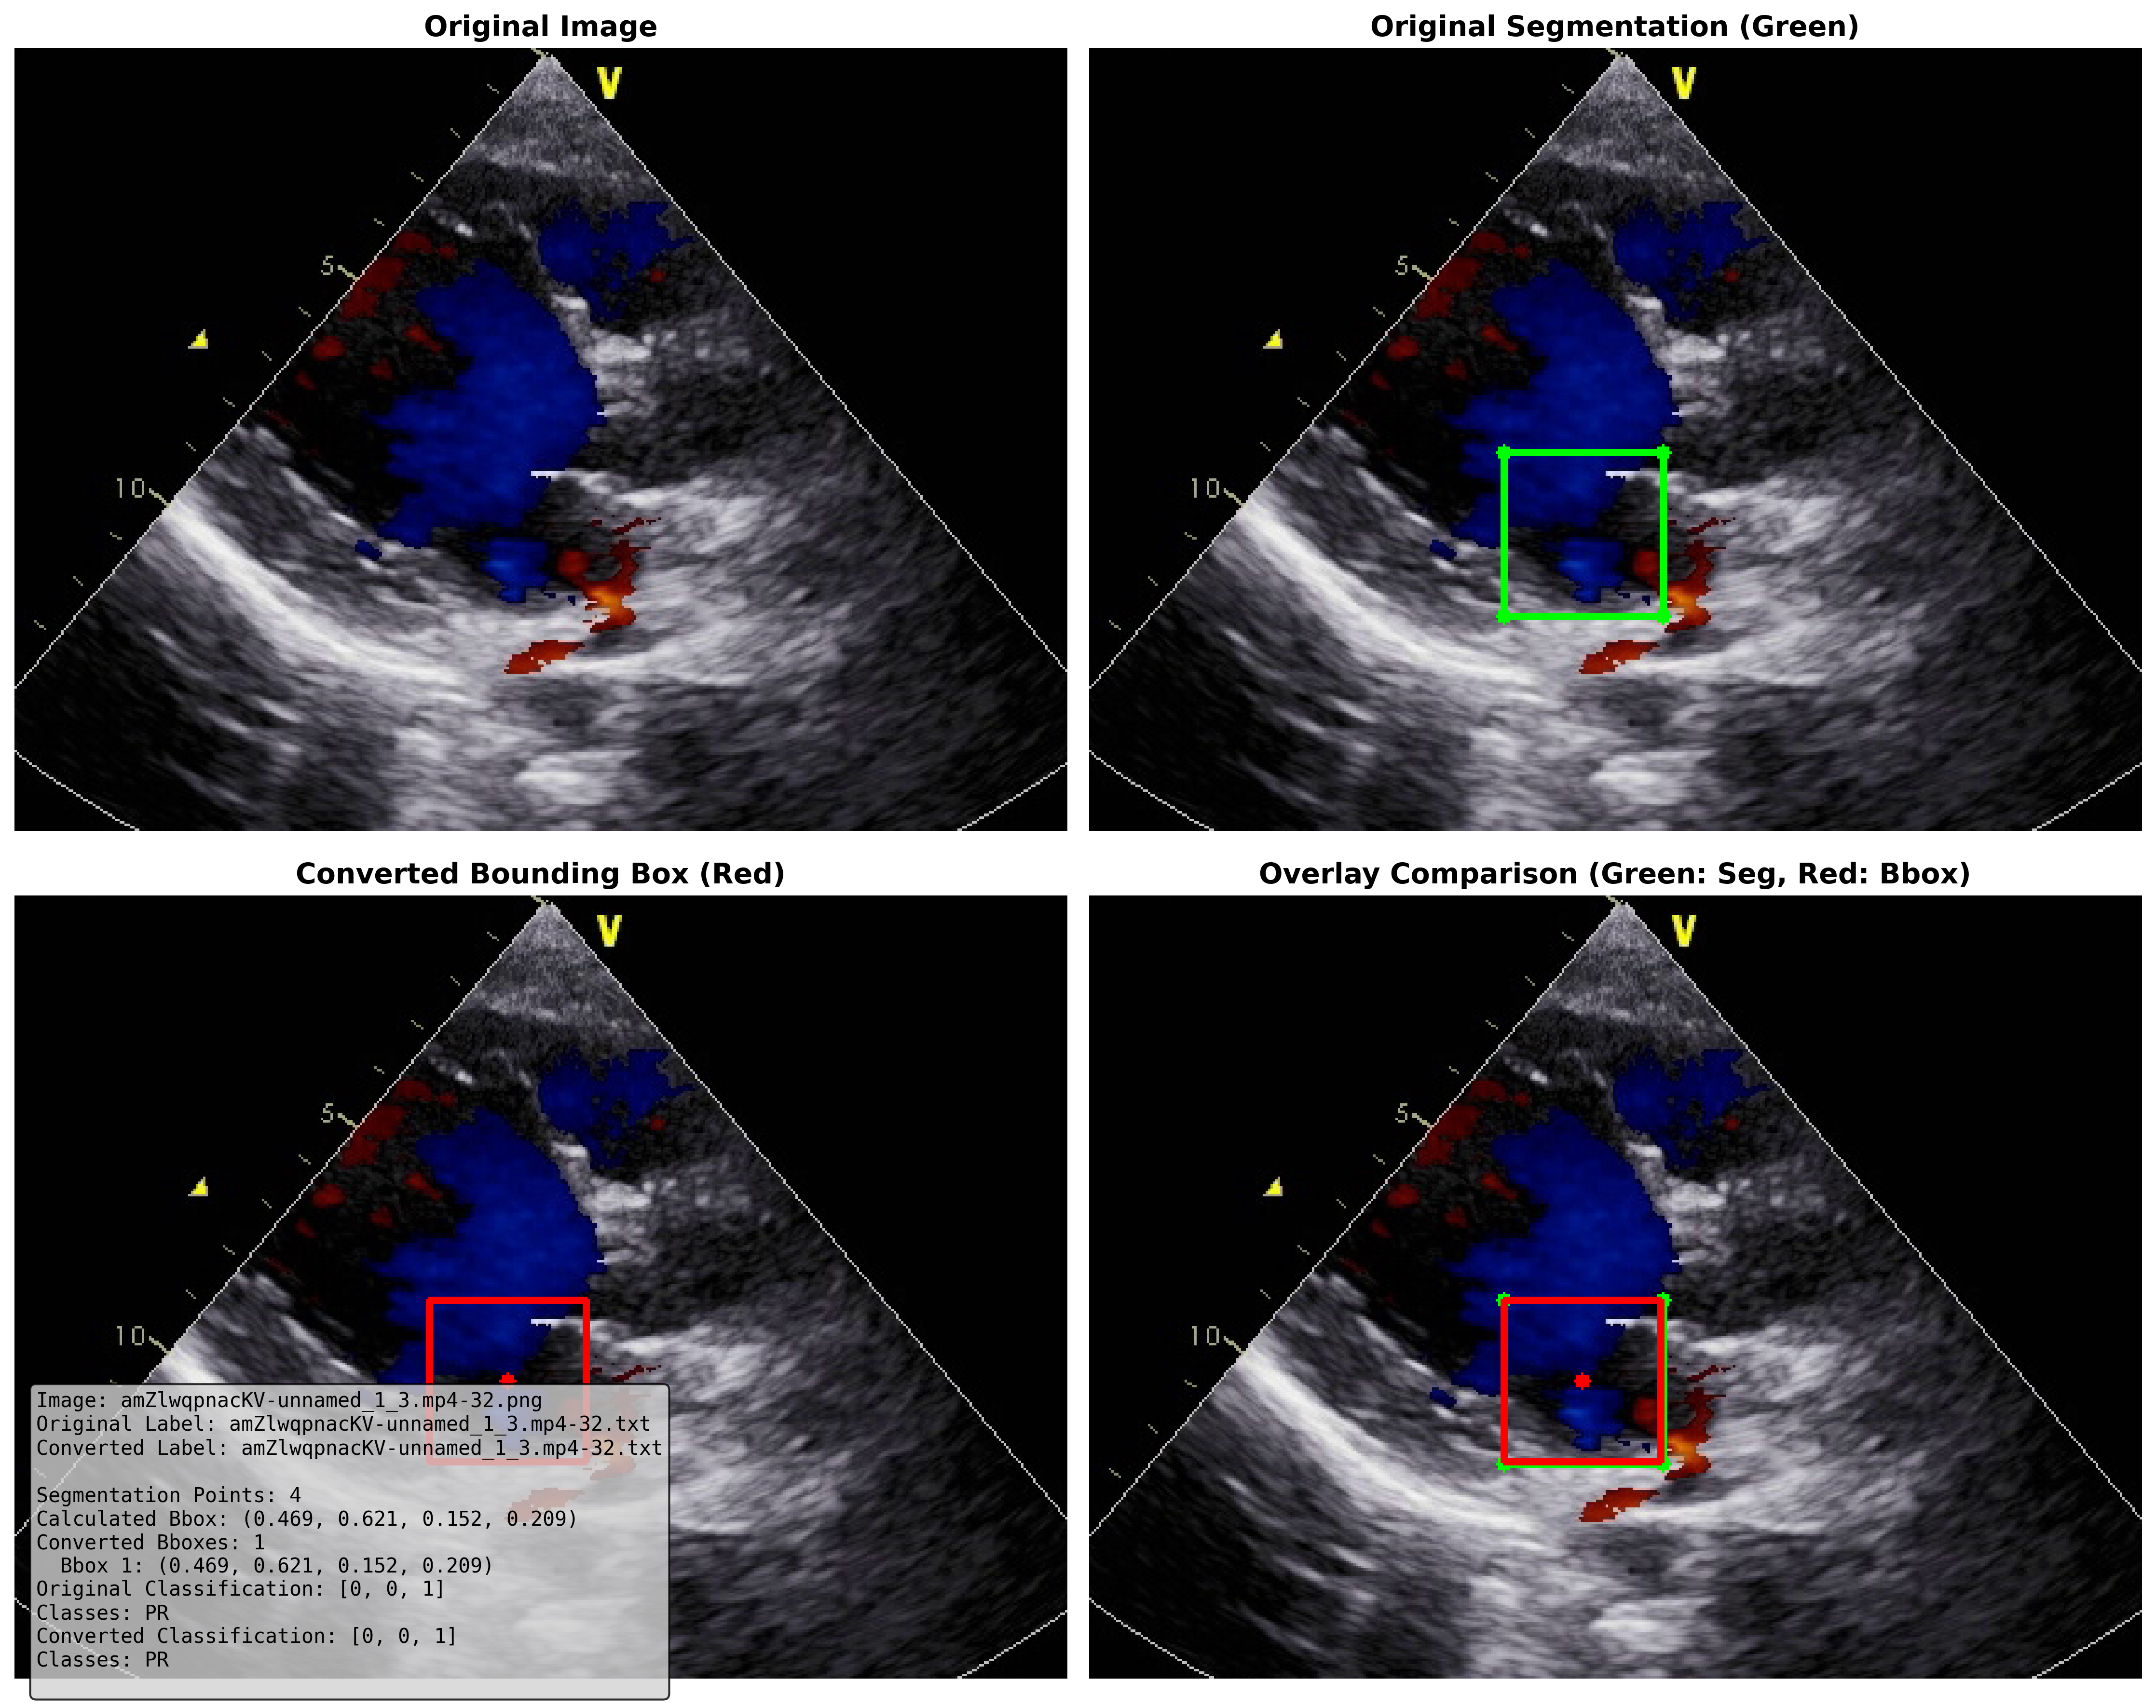 Original Image
Original Segmentation (Green)
V
5
10
V
5
10
Converted Bounding Box (Red)
Overlay Comparison (Green: Seg, Red: Bbox)
V
5
10
V
5
10
Image: amZlwqpnacKV-unnamed_1_3.mp4-32.png
Original Label: amZlwqpnacKV-unnamed_1_3.mp4-32.txt
Converted Label: amZlwqpnacKV-unnamed_1_3.mp4-32.txt
Segmentation Points: 4
Calculated Bbox: (0.469, 0.621, 0.152, 0.209)
Converted Bboxes: 1
Bbox 1: (0.469, 0.621, 0.152, 0.209)
Original Classification: [0, 0, 1]
Classes: PR
Converted Classification: [0, 0, 1]
Classes: PR